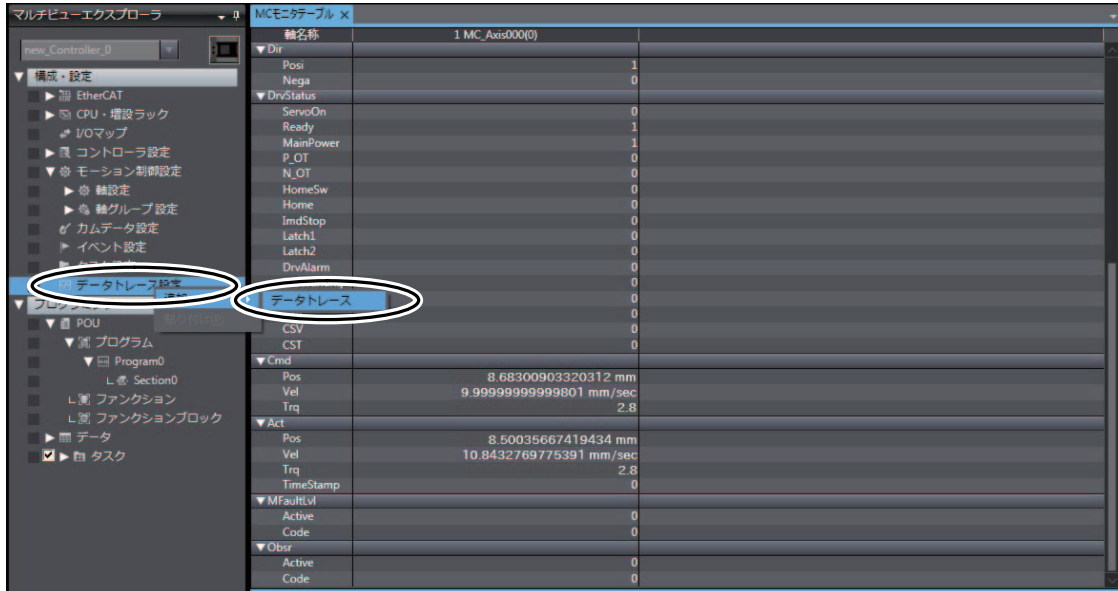 マルチビューエクスプローラ
new_Controller_0
構成・設定
EtherCAT
CPU・増設ラック
I/Oマップ
コントローラ設定
モーション制御設定
軸設定
軸グループ設定
カムデータ設定
イベント設定
データトレース設定
データトレース
貼り付け(P)
POU
プログラム
Program0
Section0
ファンクション
ファンクションブロック
データ
タスク
MCモニタテーブル
軸名称 1 MC_Axis000(0)
Dir
Posi 1
Nega 0
DrvStatus
ServoOn 0
Ready 1
MainPower 1
P_OT 0
N_OT 0
HomeSw 0
Home 0
ImdStop 0
Latch1 0
Latch2 0
DrvAlarm 0
0
0
0
CSV 0
CST 0
Cmd
Pos 8.68300903320312 mm
Vel 9.99999999999801 mm/sec
Trq 2.8
Act
Pos 8.50035667419434 mm
Vel 10.8432769775391 mm/sec
Trq 2.8
TimeStamp 0
MFaultLvl
Active 0
Code 0
Obsr
Active 0
Code 0